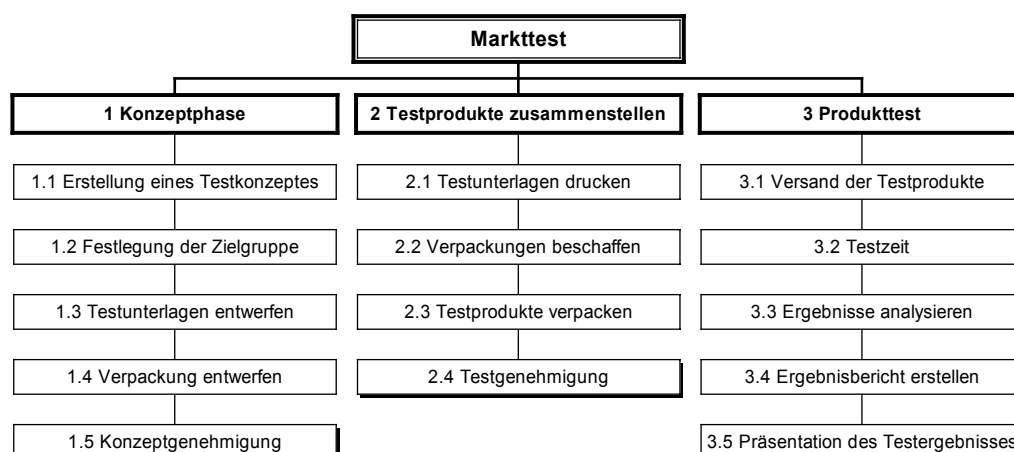 Markttest
1 Konzeptphase
2 Testprodukte zusammenstellen
3 Produkttest
1.1 Erstellung eines Testkonzeptes
2.1 Testunterlagen drucken
3.1 Versand der Testprodukte
1.2 Festlegung der Zielgruppe
2.2 Verpackungen beschaffen
3.2 Testzeit
1.3 Testunterlagen entwerfen
2.3 Testprodukte verpacken
3.3 Ergebnisse analysieren
1.4 Verpackung entwerfen
2.4 Testgenehmigung
3.4 Ergebnisbericht erstellen
1.5 Konzeptgenehmigung
3.5 Präsentation des Testergebnisses